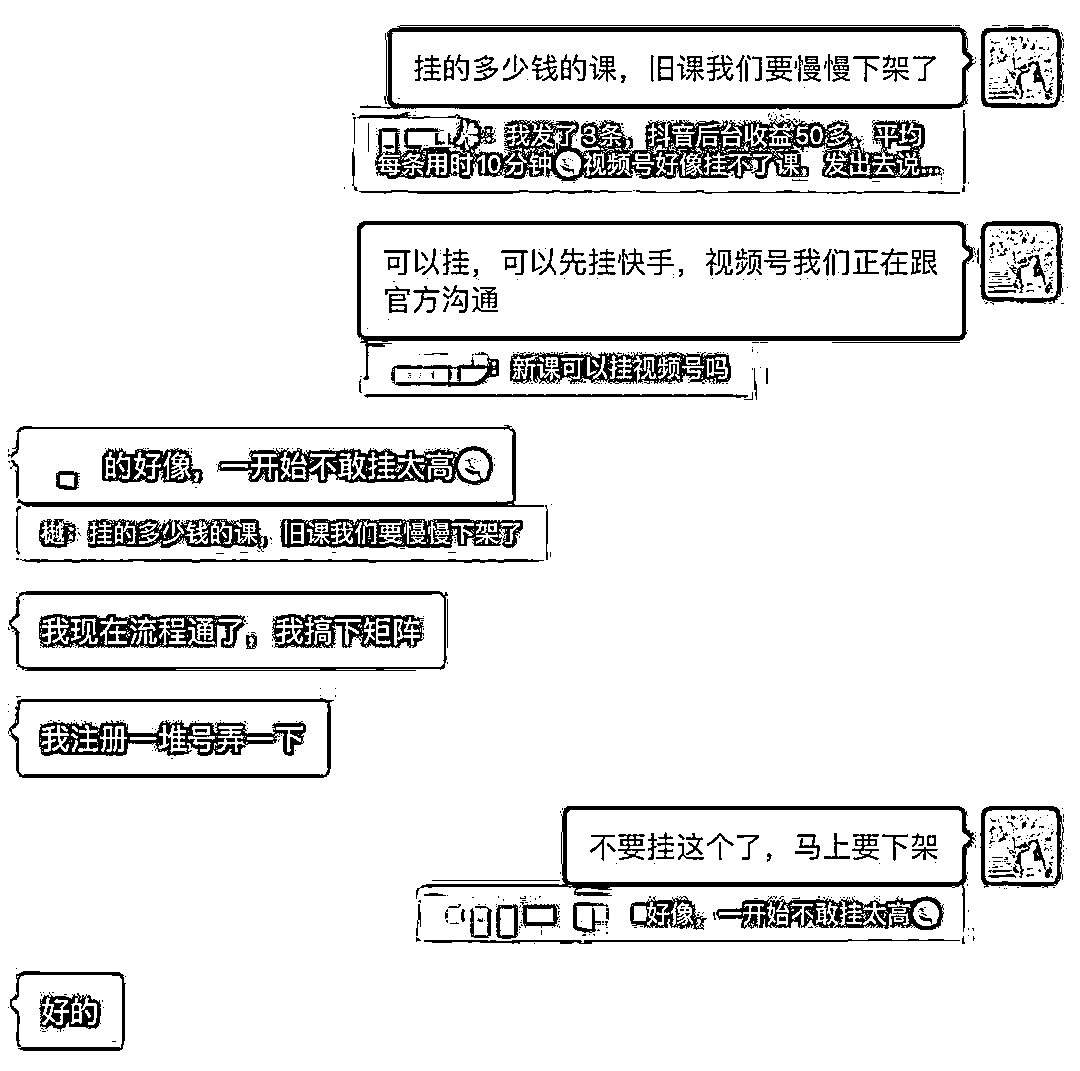 挂的多少钱的课，旧课我们要慢慢下架了
：我发了3条，抖音后台收益50多，平均
每条用时10分钟 视频号好像挂不了课，发出去说...
可以挂，可以先挂快手，视频号我们正在跟
官方沟通
新课可以挂视频号吗
的好像，一开始不敢挂太高
樾：挂的多少钱的课，旧课我们要慢慢下架了
我现在流程通了，我搞下矩阵
我注册一堆号弄一下
不要挂这个了，马上要下架
好像，一开始不敢挂太高
好的